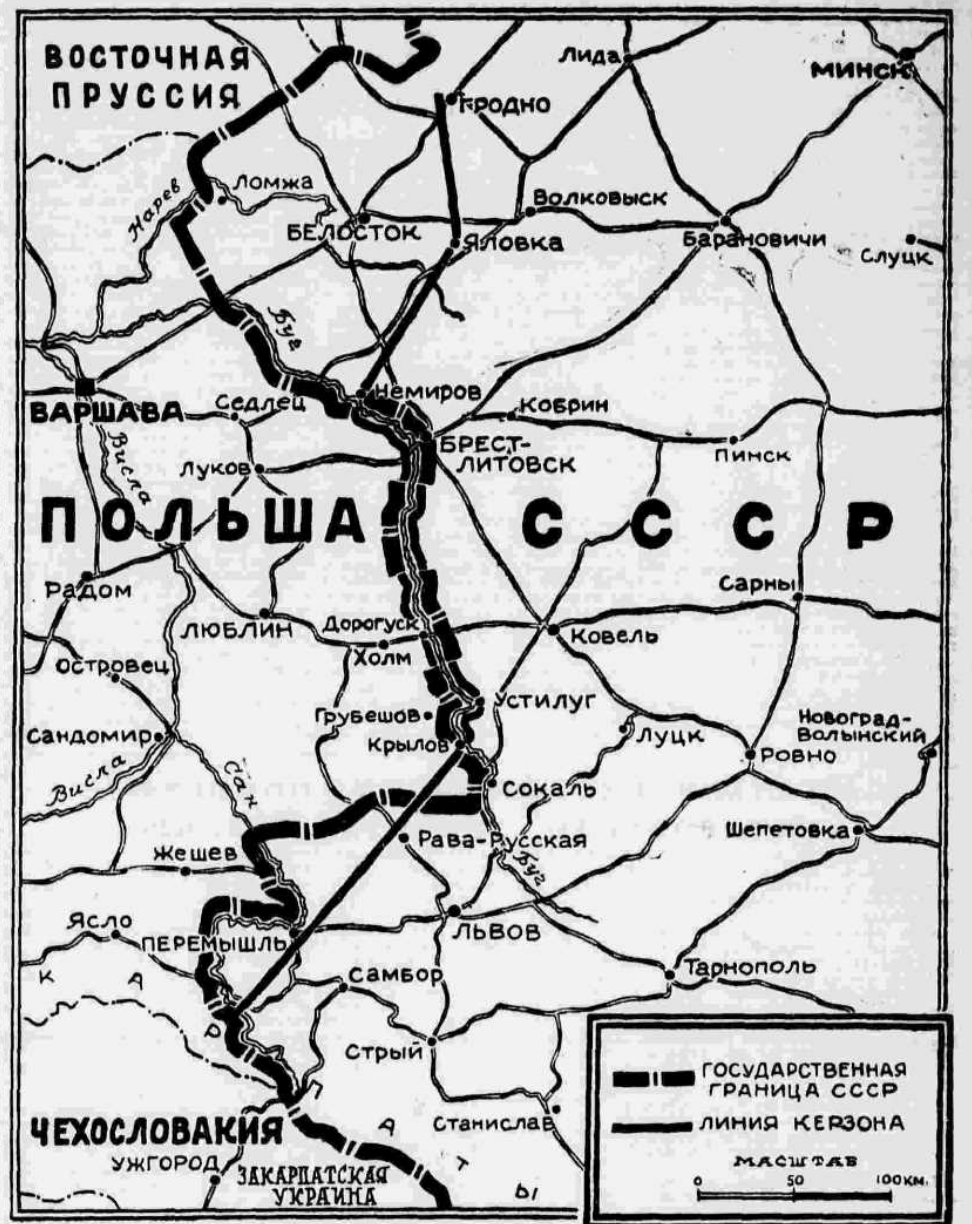 ВОСТОЧНАЯ
ПРУССИЯ
Лида
МИНСК
ГРОДНО
Нарев
ЛОМЖА
Волковыск
БЕЛОСТОК
Яловка
Барановичи
Слуцк
Буг
Немиров
ВАРШАВА
Седлец
Кобрин
БРЕСТ-
ЛИТОВСК
Пинск
Висла
Луков
ПОЛЬША
СССР
Радом
Сарны
ЛЮБЛИН
Дорогуск
Ковель
Холм
Островец
Устилуг
Грубешов
Луцк
Новоград-
Волынский
Сандомир
Крылов
Ровно
Висла
Сан
Сокаль
Рава-Русская
Шепетовка
Жешев
Буг
Ясло
ЛЬВОВ
ПЕРЕМЫШЛЬ
Самбор
Тарнополь
К А Р П А Т Ы
Стрый
ЧЕХОСЛОВАКИЯ
Станислав
УЖГОРОД
ЗАКАРПАТСКАЯ
УКРАИНА
ГОСУДАРСТВЕННАЯ
ГРАНИЦА СССР
ЛИНИЯ КЕРЗОНА
МАСШТАБ
0 50 100 КМ.